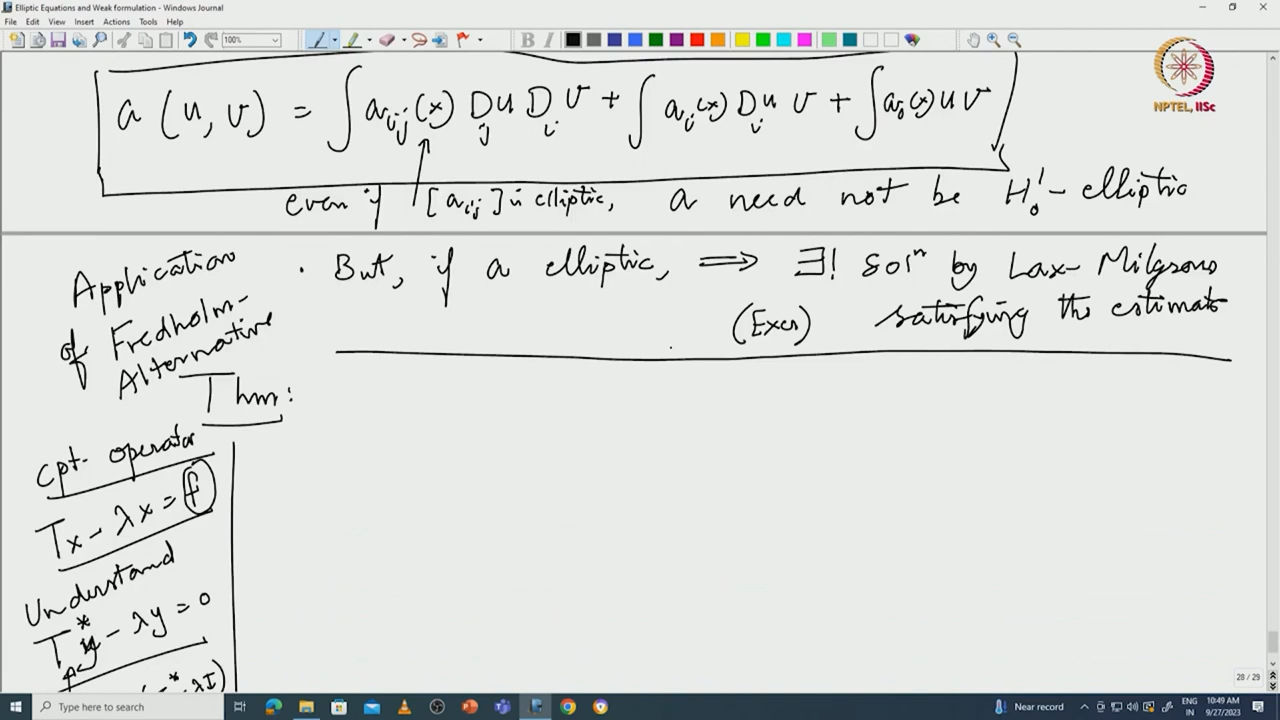 Elliptic Equations and Weak formulation - Windows Journal
File Edit View Insert Actions Tools Help
100%
NPTEL, IISc
a (u, v) = ∫ a_ij (x) D_j u D_i v + ∫ a_i (x) D_i u v + ∫ a_0 (x) u v
even if [a_ij] is elliptic, a need not be H_0^1 - elliptic
Application
of Fredholm-
Alternative
· But, if a elliptic, ⟹ ∃! solⁿ by Lax-Milgram
(Exer) satisfying the estimate
Thm:
cpt- operator
Tx - λx = f
Understand
T* y - λy = 0
* - λI)
28 / 29
Type here to search
Near record
ENG
IN
10:49 AM
9/27/2023